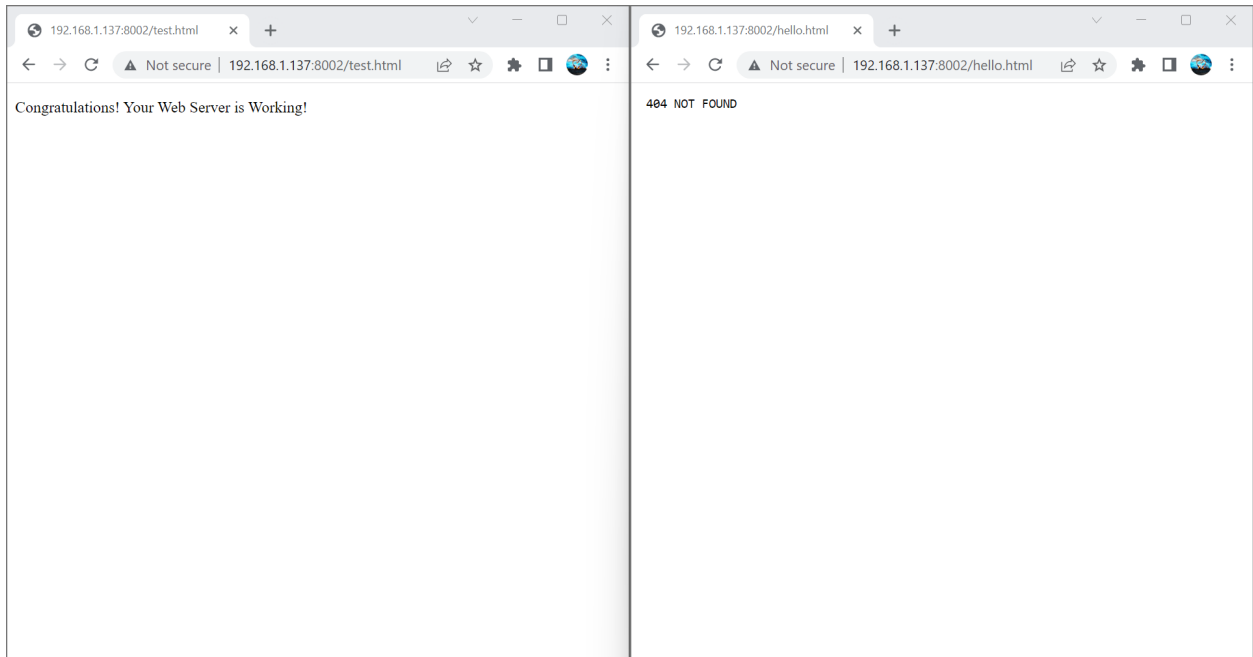 192.168.1.137:8002/test.html
Not secure | 192.168.1.137:8002/test.html
Congratulations! Your Web Server is Working!
192.168.1.137:8002/hello.html
Not secure | 192.168.1.137:8002/hello.html
404 NOT FOUND